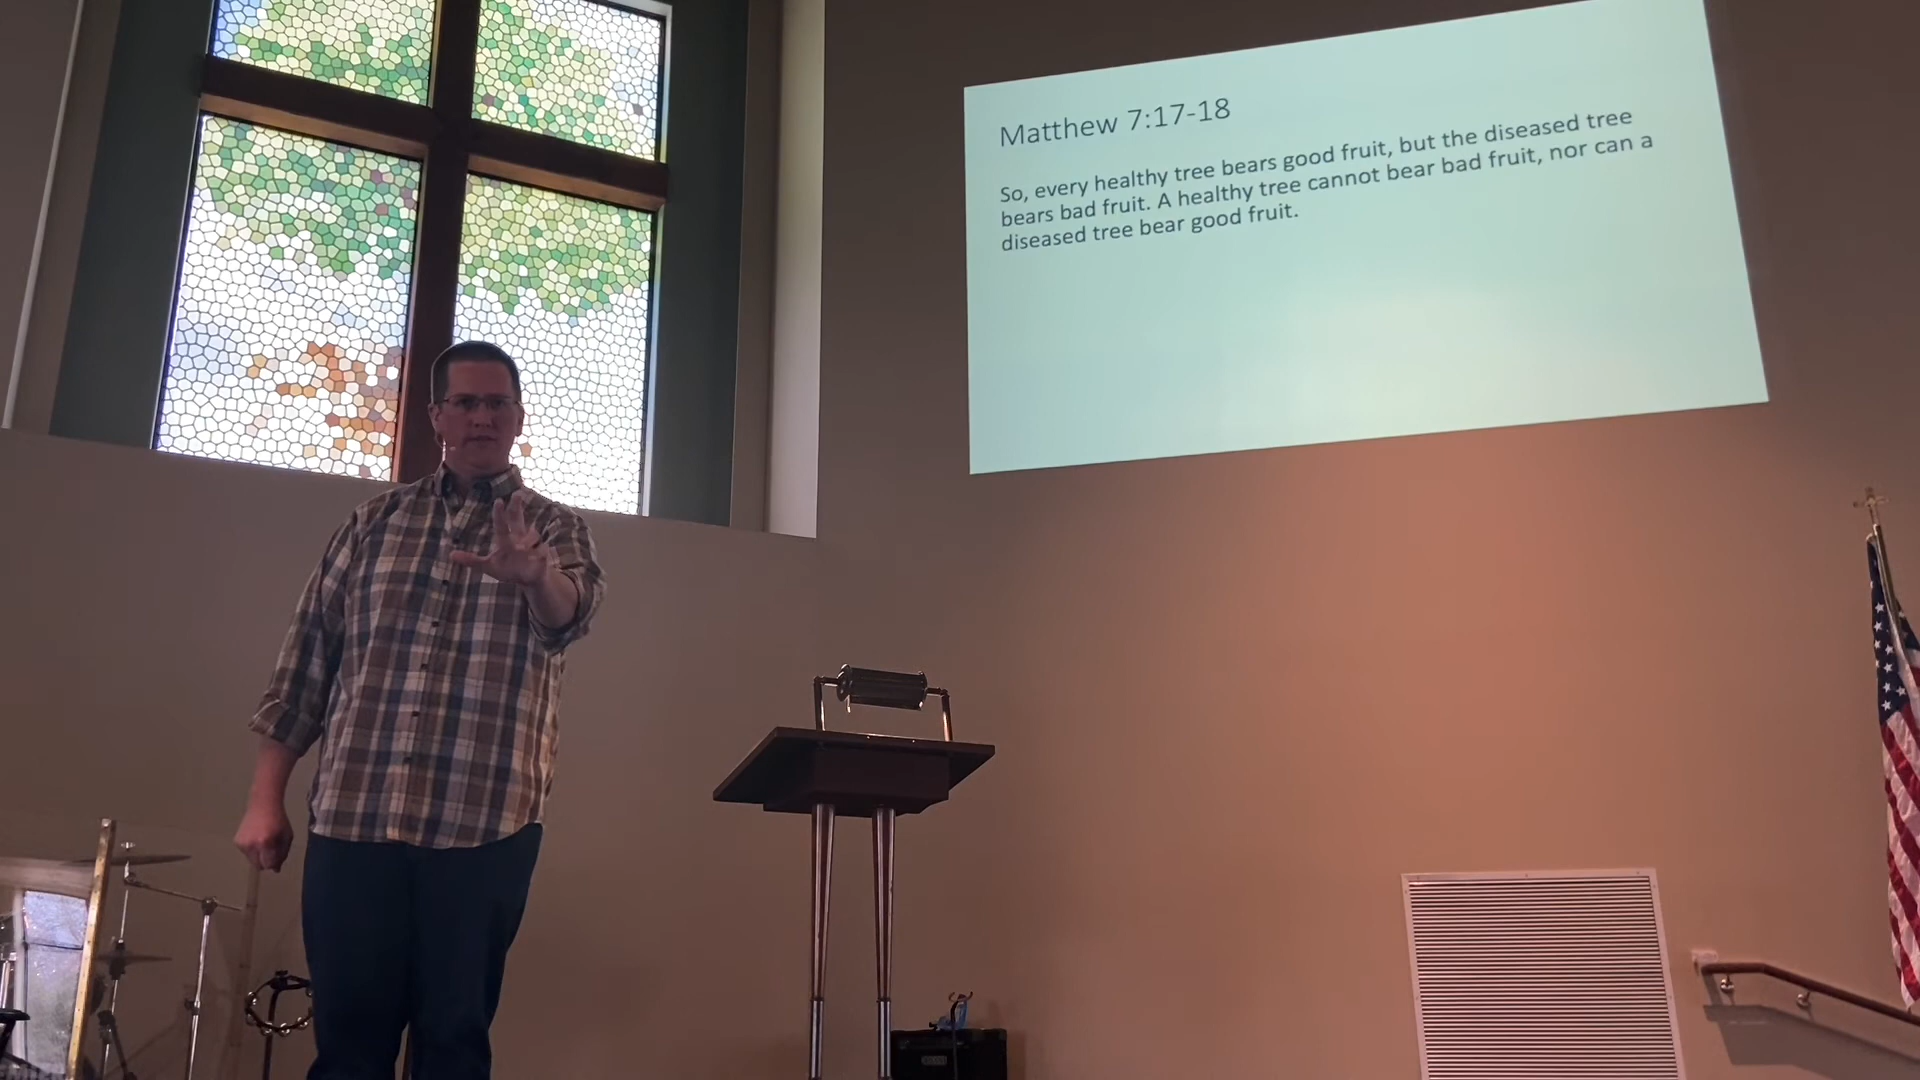 Matthew 7:17-18
So, every healthy tree bears good fruit, but the diseased tree
bears bad fruit. A healthy tree cannot bear bad fruit, nor can a
diseased tree bear good fruit.